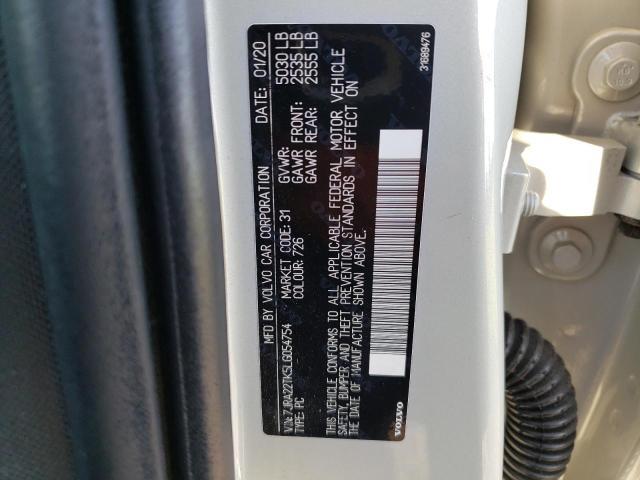 MFD BY VOLVO CAR CORPORATION DATE: 01/20
GVWR: 5030 LB
MARKET CODE: 31 GAWR FRONT: 2535 LB
COLOUR: 726 GAWR REAR: 2555 LB
VIN: 7JRA22TK5LG054754
TYPE: PC
THIS VEHICLE CONFORMS TO ALL APPLICABLE FEDERAL MOTOR VEHICLE
SAFETY, BUMPER AND THEFT PREVENTION STANDARDS IN EFFECT ON
THE DATE OF MANUFACTURE SHOWN ABOVE.
VOLVO
31689476